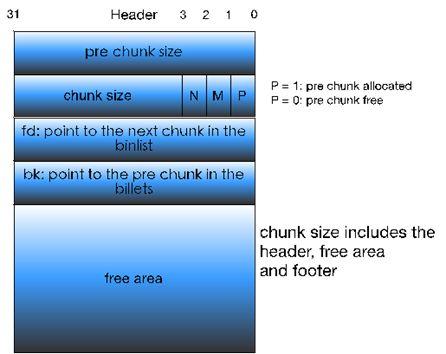 31 Header 3 2 1 0
pre chunk size
chunk size N M P
P = 1: pre chunk allocated
P = 0: pre chunk free
fd: point to the next chunk in the
binlist
bk: point to the pre chunk in the
billets
free area
chunk size includes the
header, free area
and footer